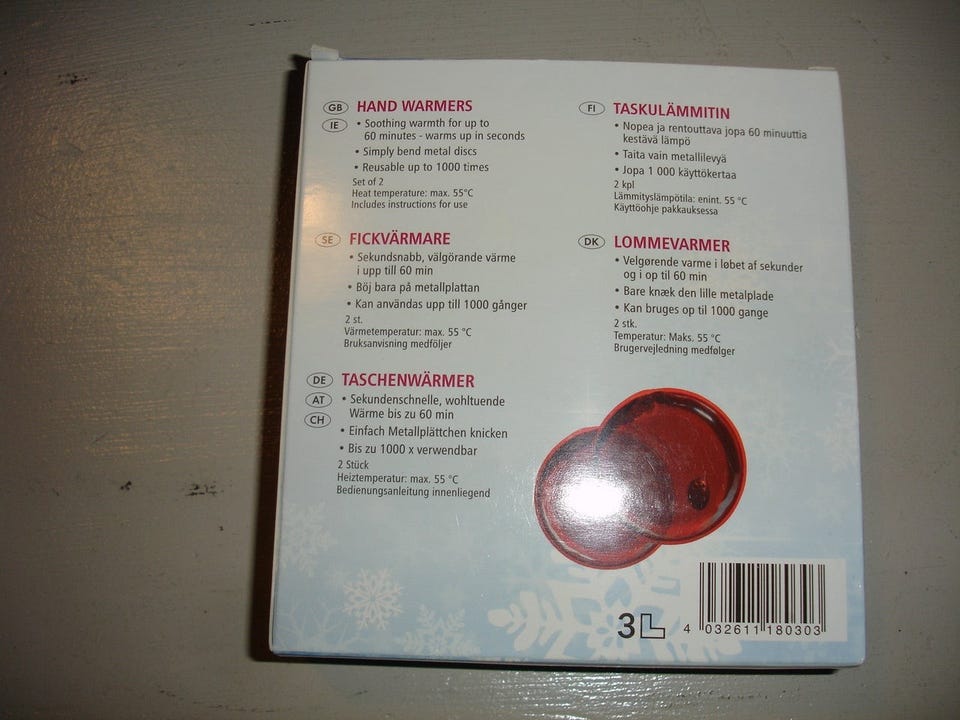 GB HAND WARMERS
IE • Soothing warmth for up to
60 minutes - warms up in seconds
• Simply bend metal discs
• Reusable up to 1000 times
Set of 2
Heat temperature: max. 55°C
Includes instructions for use
SE FICKVÄRMARE
• Sekundsnabb, välgörande värme
i upp till 60 min
• Böj bara på metallplattan
• Kan användas upp till 1000 gånger
2 st.
Värmetemperatur: max. 55 °C
Bruksanvisning medföljer
DE TASCHENWÄRMER
AT • Sekundenschnelle, wohltuende
Wärme bis zu 60 min
CH • Einfach Metallplättchen knicken
• Bis zu 1000 x verwendbar
2 Stück
Heiztemperatur: max. 55 °C
Bedienungsanleitung innenliegend
FI TASKULÄMMITIN
• Nopea ja rentouttava jopa 60 minuuttia
kestävä lämpö
• Taita vain metallilevyä
• Jopa 1 000 käyttökertaa
2 kpl
Lämmityslämpötila: enint. 55 °C
Käyttöohje pakkauksessa
DK LOMMEVARMER
• Velgørende varme i løbet af sekunder
og i op til 60 min
• Bare knæk den lille metalplade
• Kan bruges op til 1000 gange
2 stk.
Temperatur: Maks. 55 °C
Brugervejledning medfølger
3L
4 032611 180303